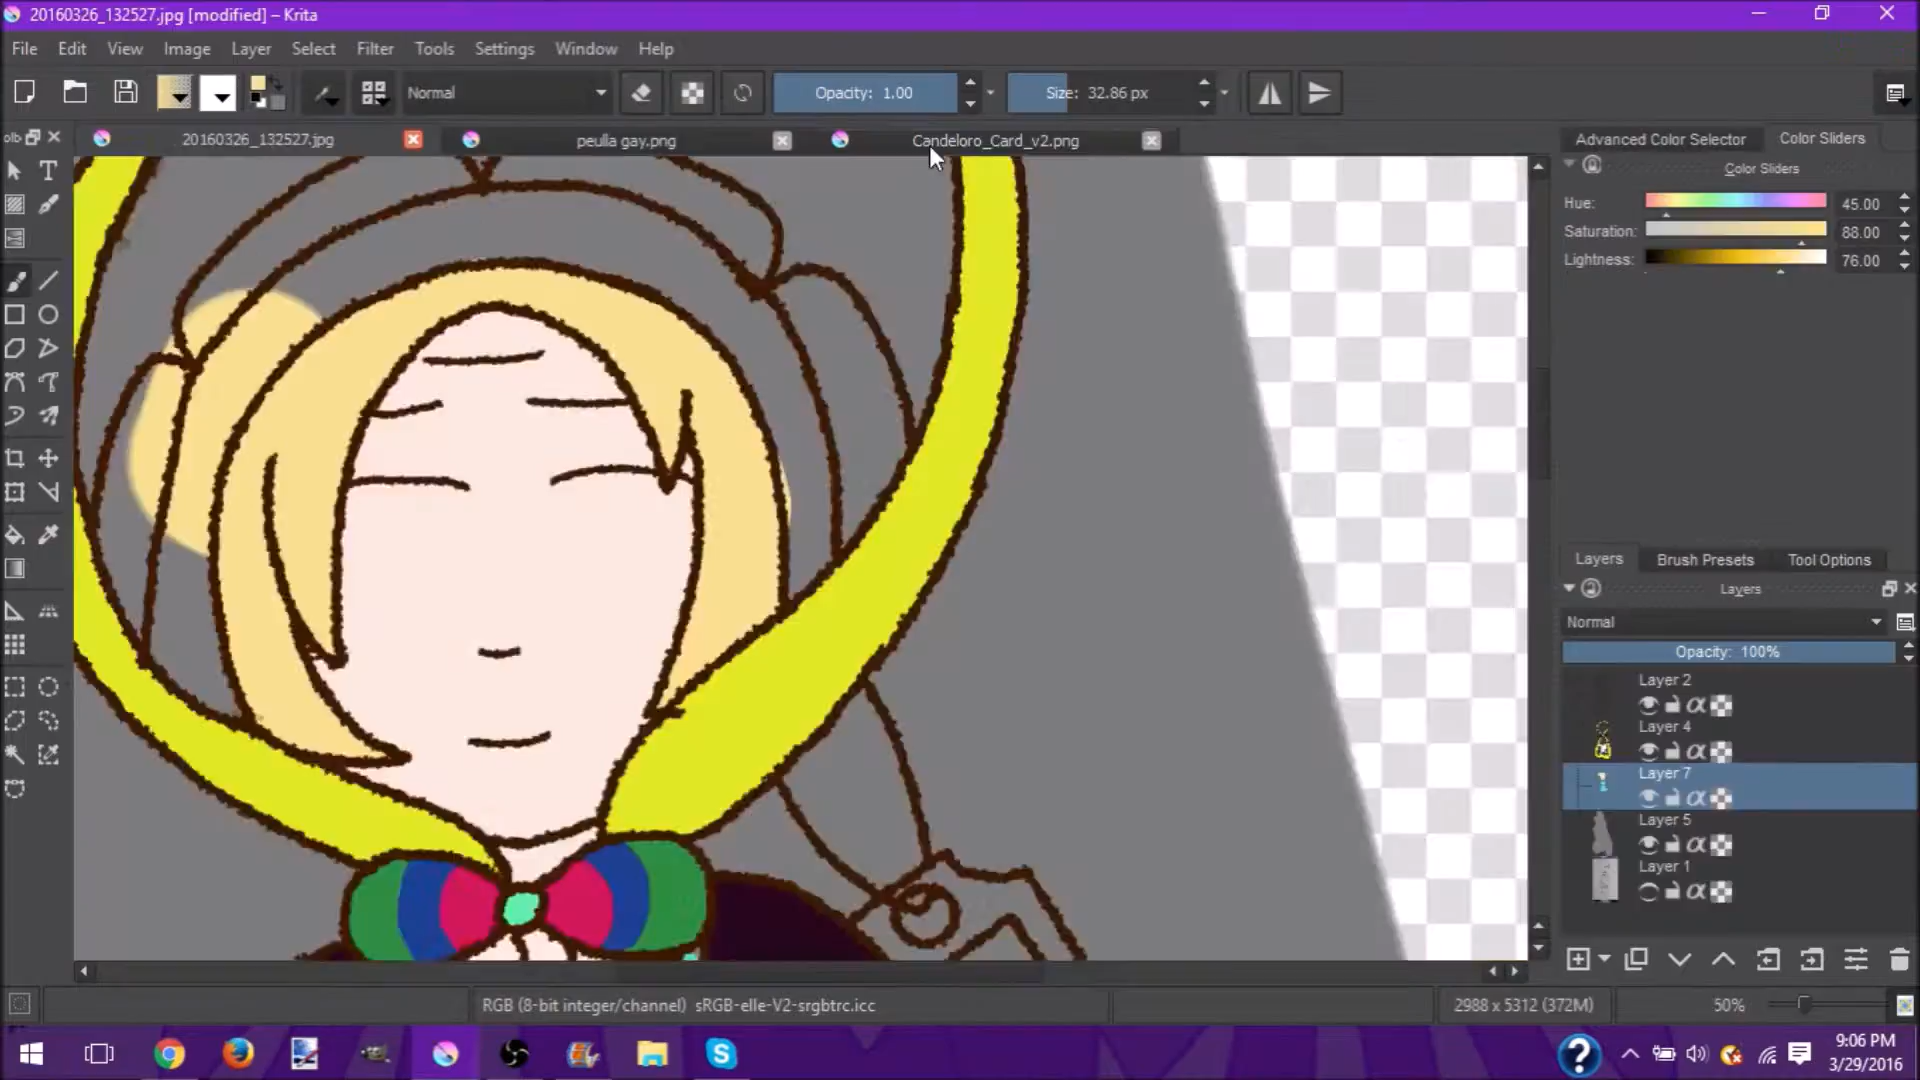 20160326_132527.jpg [modified] – Krita
File Edit View Image Layer Select Filter Tools Settings Window Help
Normal Opacity: 1.00 Size: 32.86 px
20160326_132527.jpg peulla gay.png Candeloro_Card_v2.png
Advanced Color Selector Color Sliders
Color Sliders
Hue: 45.00
Saturation: 88.00
Lightness: 76.00
Layers Brush Presets Tool Options
Layers
Normal
Opacity: 100%
Layer 2
Layer 4
Layer 7
Layer 5
Layer 1
RGB (8-bit integer/channel) sRGB-elle-V2-srgbtrc.icc 2988 x 5312 (372M) 50%
9:06 PM
3/29/2016